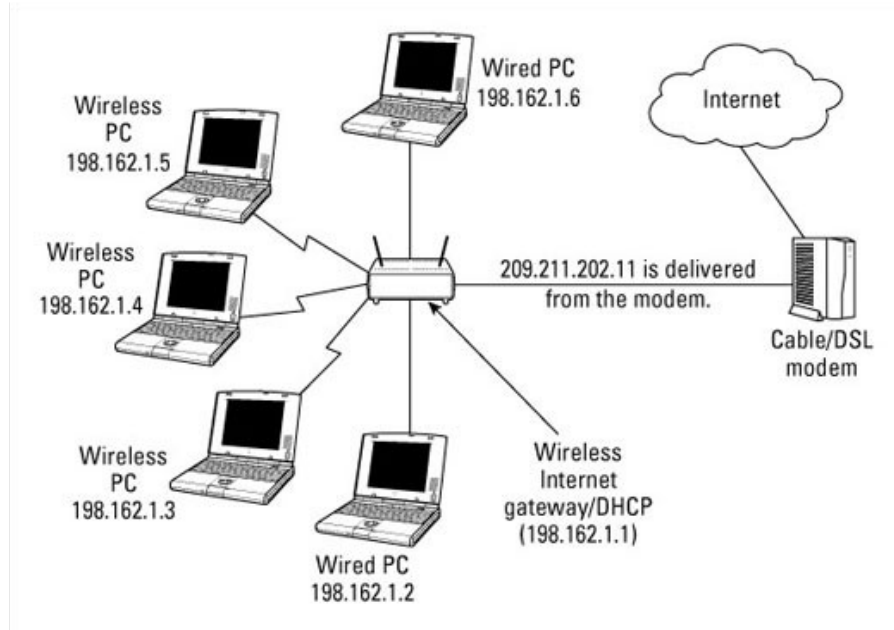 Wired PC
198.162.1.6
Internet
Wireless
PC
198.162.1.5
Wireless
PC
198.162.1.4
209.211.202.11 is delivered
from the modem.
Cable/DSL
modem
Wireless
PC
198.162.1.3
Wireless
Internet
gateway/DHCP
(198.162.1.1)
Wired PC
198.162.1.2